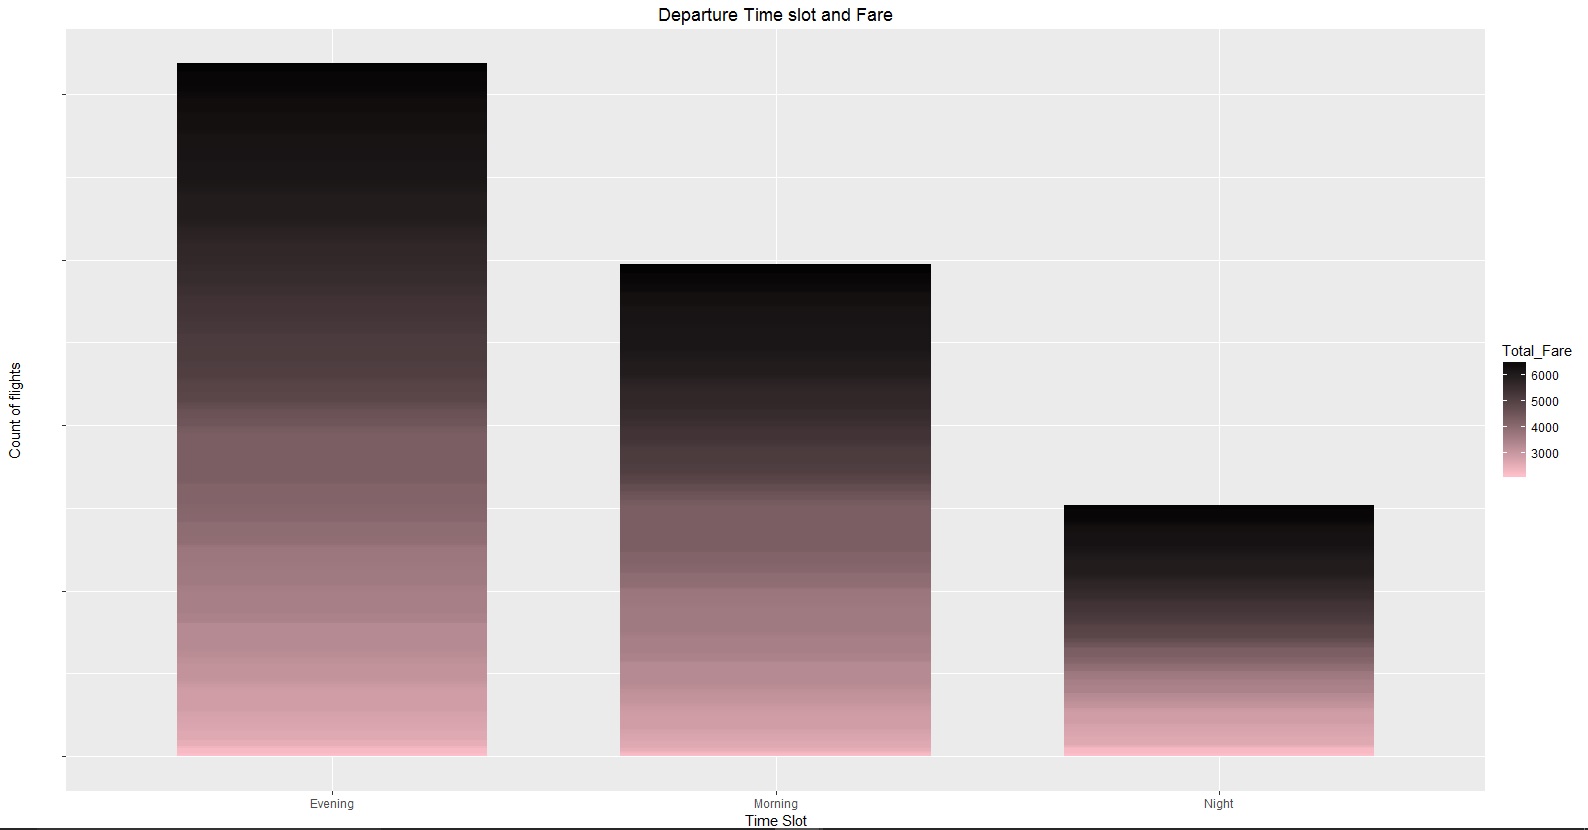 Departure Time slot and Fare
Count of flights
Total_Fare
6000
5000
4000
3000
Evening
Morning
Night
Time Slot